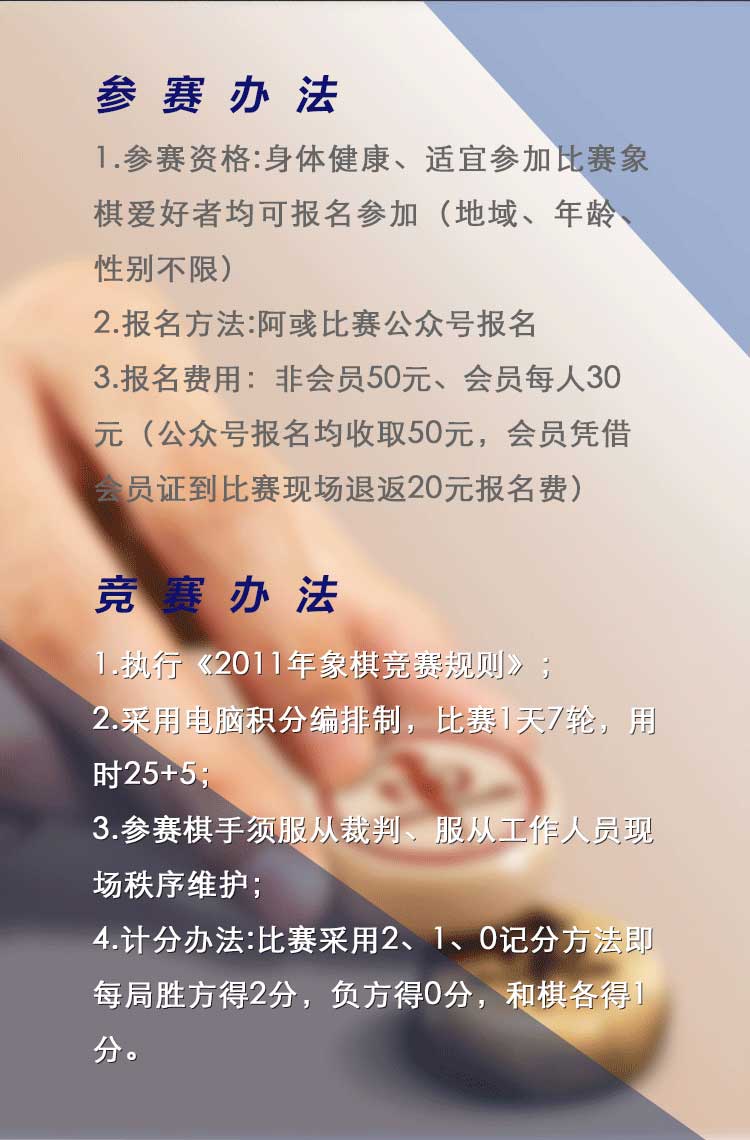 参赛办法
1.参赛资格:身体健康、适宜参加比赛象
棋爱好者均可报名参加（地域、年龄、
性别不限）
2.报名方法:阿彧比赛公众号报名
3.报名费用：非会员50元、会员每人30
元（公众号报名均收取50元，会员凭借
会员证到比赛现场退返20元报名费）
竞赛办法
1.执行《2011年象棋竞赛规则》；
2.采用电脑积分编排制，比赛1天7轮，用
时25+5；
3.参赛棋手须服从裁判、服从工作人员现
场秩序维护；
4.计分办法:比赛采用2、1、0记分方法即
每局胜方得2分，负方得0分，和棋各得1
分。